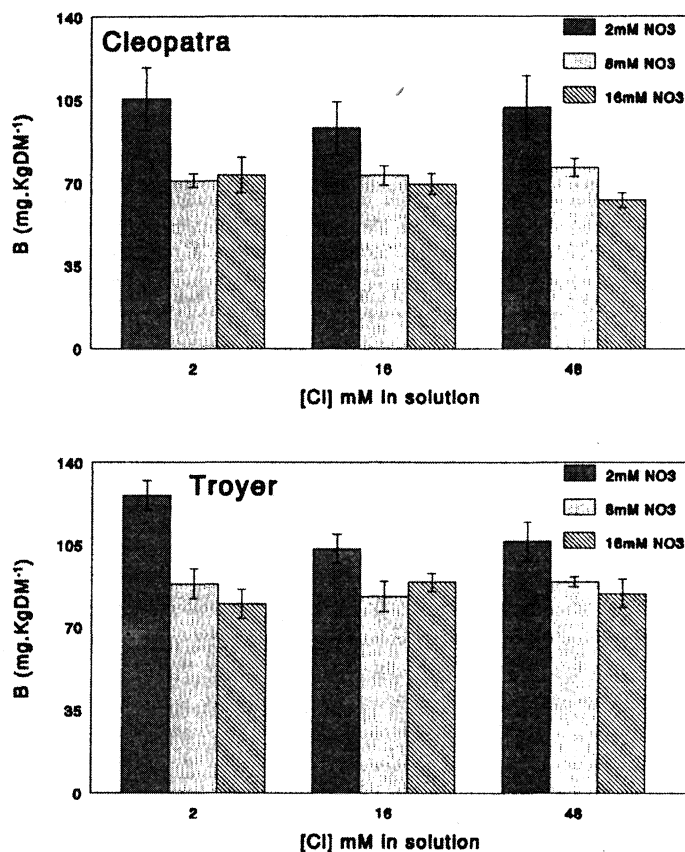 140
Cleopatra
2mM NO3
8mM NO3
16mM NO3
105
70
35
0
B (mg.KgDM-1)
2
16
48
[Cl] mM in solution
140
Troyer
2mM NO3
8mM NO3
16mM NO3
105
70
35
0
B (mg.KgDM-1)
2
16
48
[Cl] mM in solution